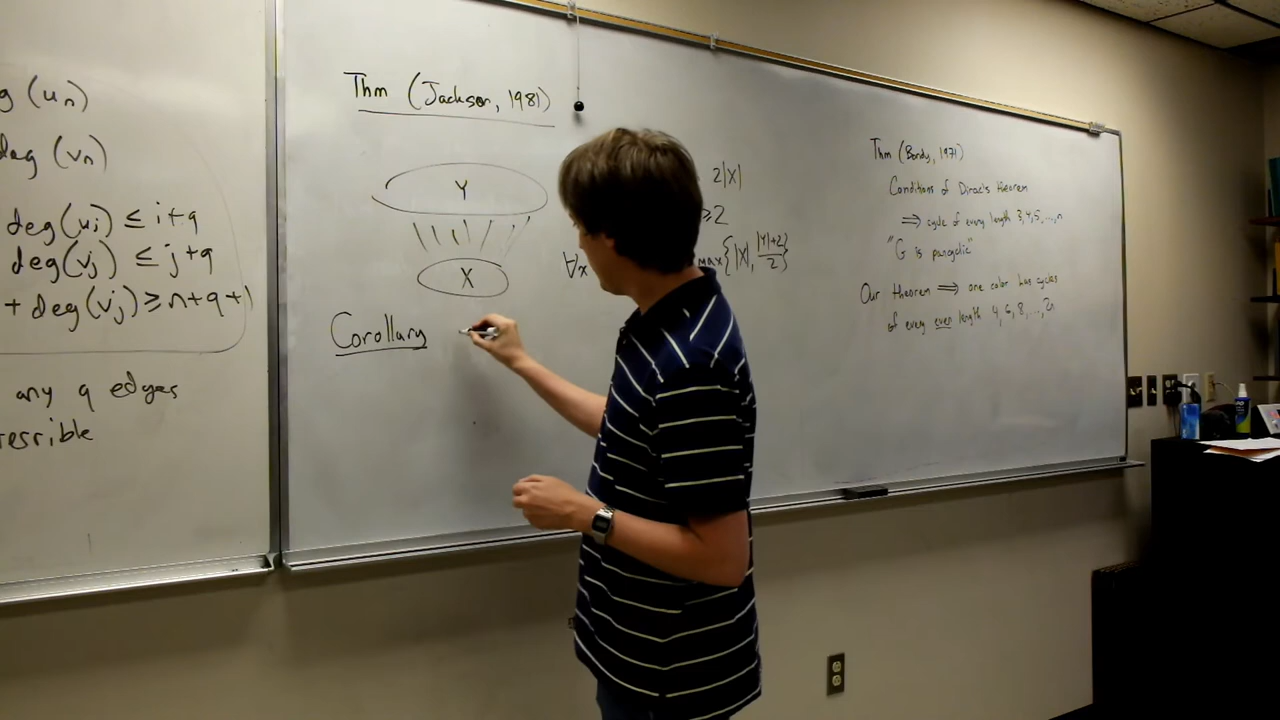 g (un)
deg (vn)
deg(ui) ≤ i+q
deg(vj) ≤ j+q
+ deg(vj) ≥ n+q+1
any q edges
Thm (Jackson, 1981)
Y
X
2|X|
≥2
∀x
max{|X|, |Y|+2/2}
Corollary
Thm (Bondy, 1971)
Conditions of Dirac's theorem
⟹ cycle of every length 3,4,5,...,n
"G is pancyclic"
Our theorem ⟹ one color has cycles
of every even length 4, 6, 8, ..., 2n